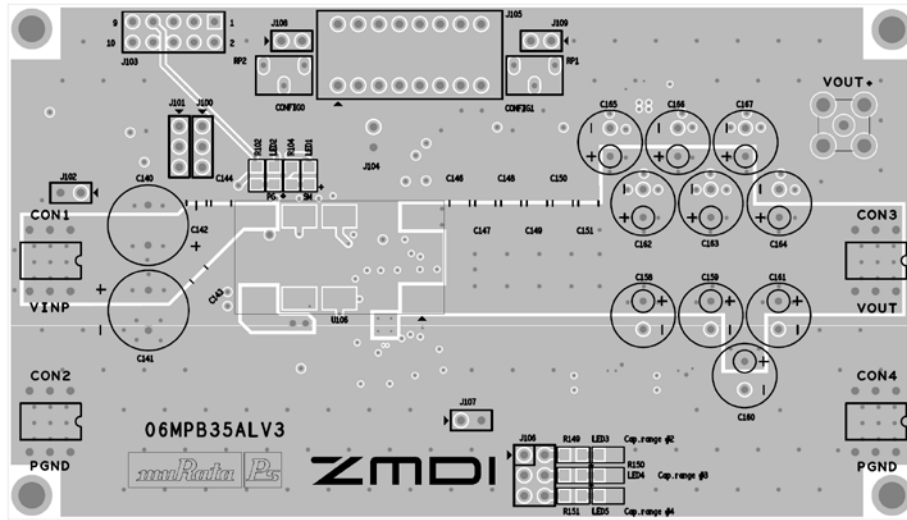 9 1
10 2
J103
J108
J105
J109
RP2
RP1
CONFIG0
CONFIG1
J101
J100
J102
C140
C144
R102
LED2
R104
LED1
PG
SM
J104
C142
C165
C166
C167
VOUT
C146
C148
C150
C147
C149
C151
C162
C163
C164
CON1
VINP
CON3
VOUT
C143
U106
C141
C158
C159
C161
C160
CON2
PGND
CON4
PGND
06MPB35ALV3
muRata Ps
ZMDI
J107
J106
R149
LED3
Cap.range #2
R150
LED4
Cap.range #3
R151
LED5
Cap.range #4